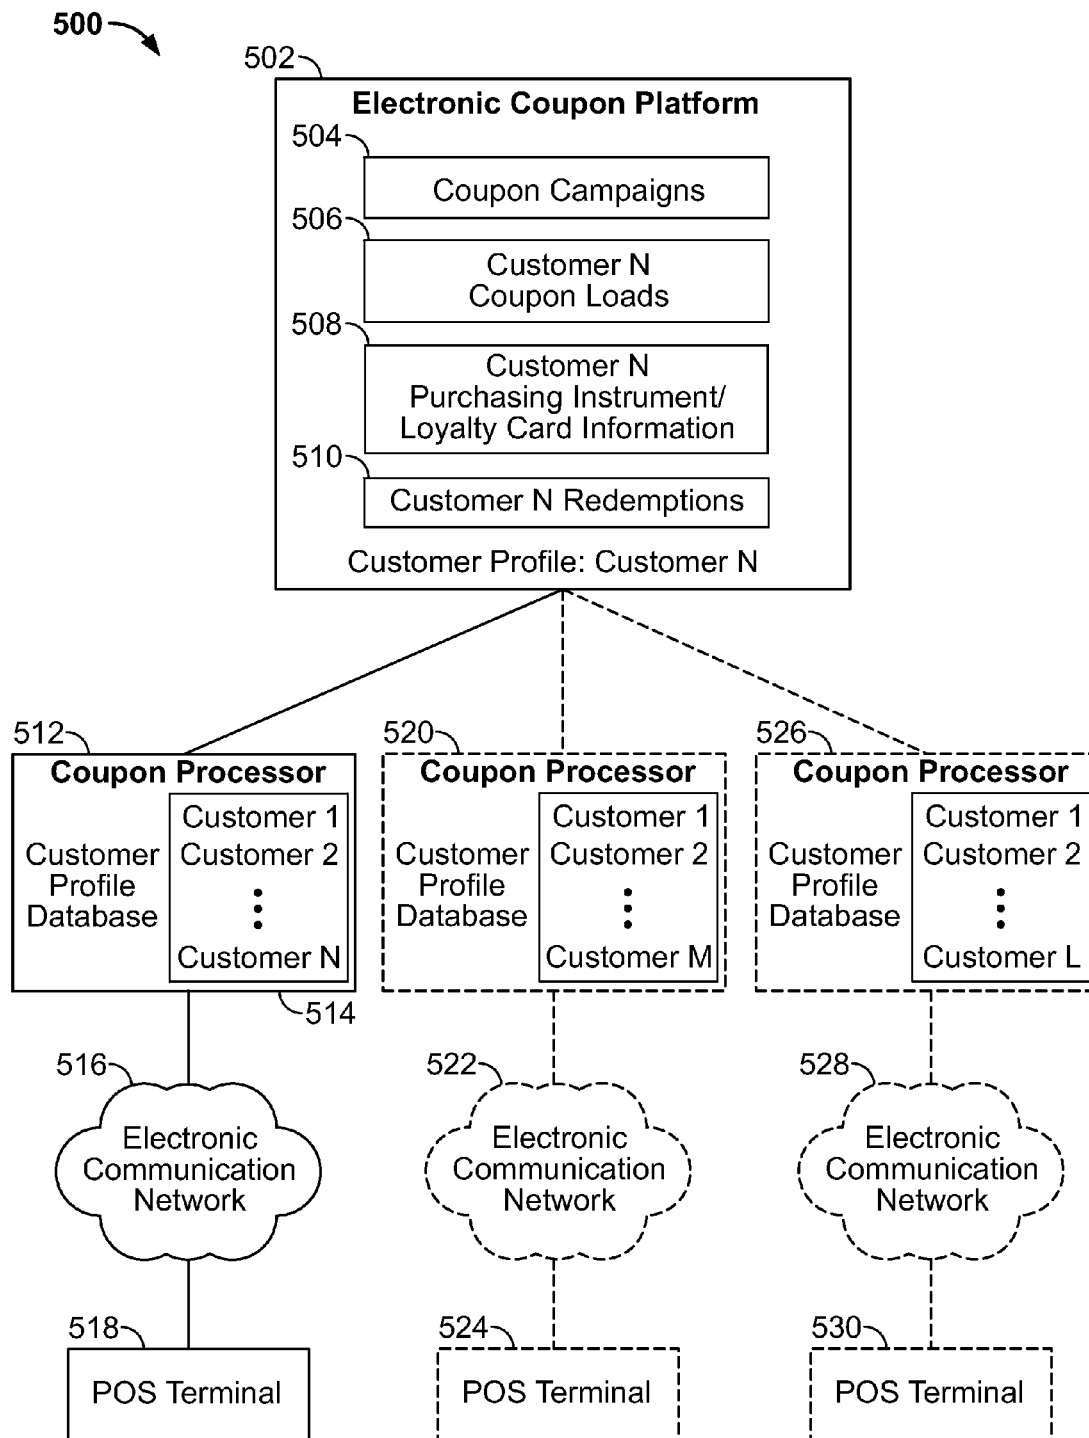 500
502
Electronic Coupon Platform
504
Coupon Campaigns
506
Customer N
Coupon Loads
508
Customer N
Purchasing Instrument/
Loyalty Card Information
510
Customer N Redemptions
Customer Profile: Customer N
512
Coupon Processor
Customer
Profile
Database
Customer 1
Customer 2
Customer N
514
520
Coupon Processor
Customer
Profile
Database
Customer 1
Customer 2
Customer M
526
Coupon Processor
Customer
Profile
Database
Customer 1
Customer 2
Customer L
516
Electronic
Communication
Network
522
Electronic
Communication
Network
528
Electronic
Communication
Network
518
POS Terminal
524
POS Terminal
530
POS Terminal